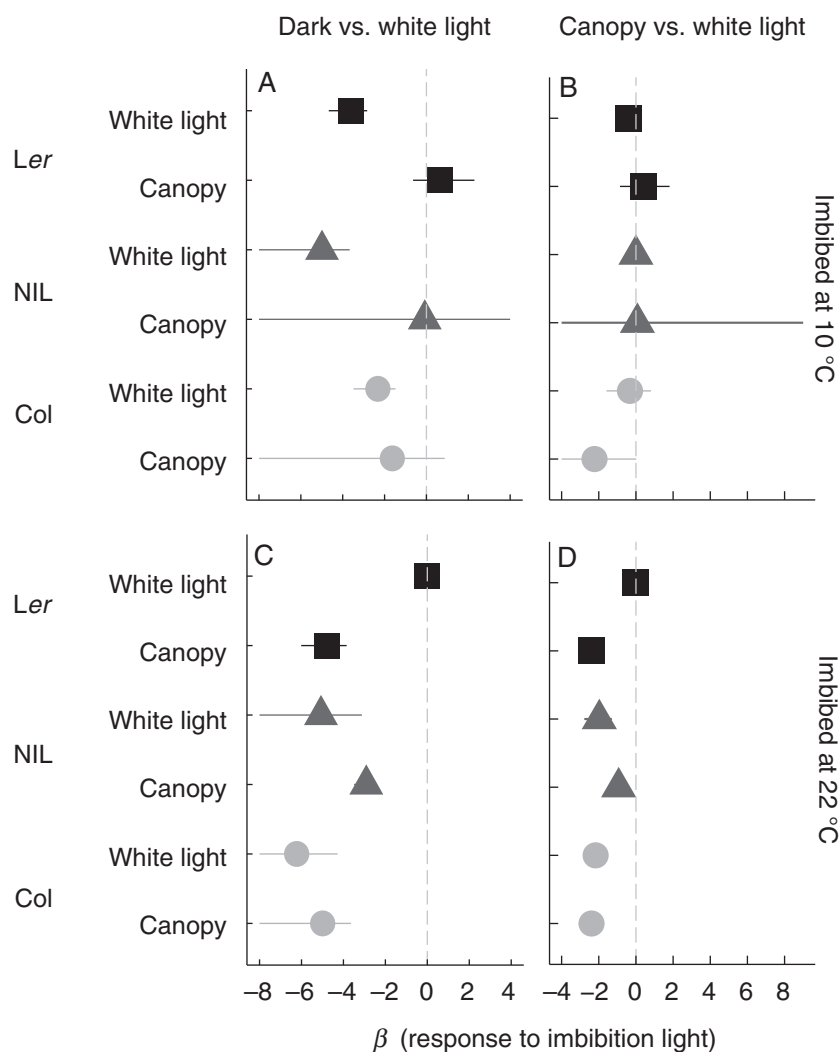 Dark vs. white light
Canopy vs. white light
A
B
Ler
White light
Canopy
NIL
White light
Canopy
Col
White light
Canopy
Imbibed at 10 °C
−8 −6 −4 −2 0 2 4
−4 −2 0 2 4 6 8
C
D
Ler
White light
Canopy
NIL
White light
Canopy
Col
White light
Canopy
Imbibed at 22 °C
β (response to imbibition light)